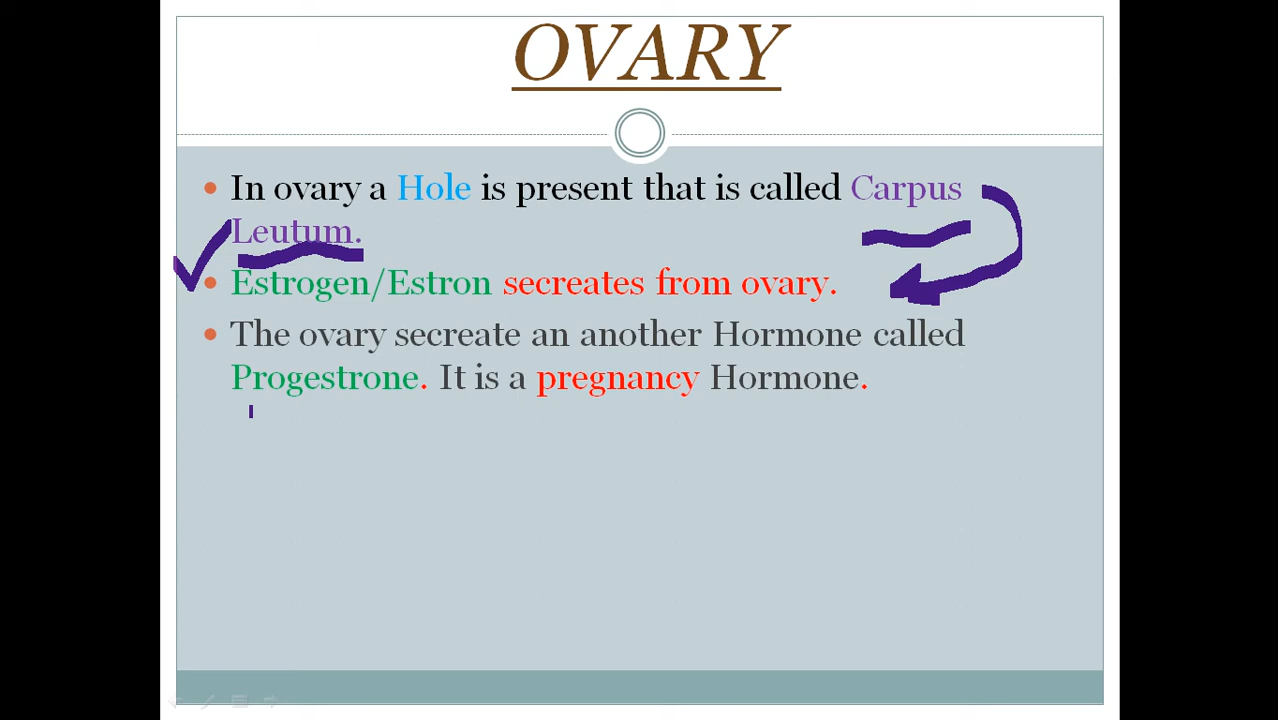 OVARY
In ovary a Hole is present that is called Carpus
Leutum.
Estrogen/Estron secreates from ovary.
The ovary secreate an another Hormone called
Progestrone. It is a pregnancy Hormone.